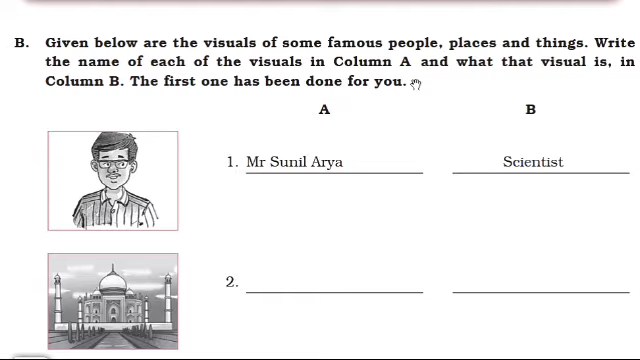 B. Given below are the visuals of some famous people, places and things. Write
the name of each of the visuals in Column A and what that visual is, in
Column B. The first one has been done for you.
A B
1. Mr Sunil Arya Scientist
2.